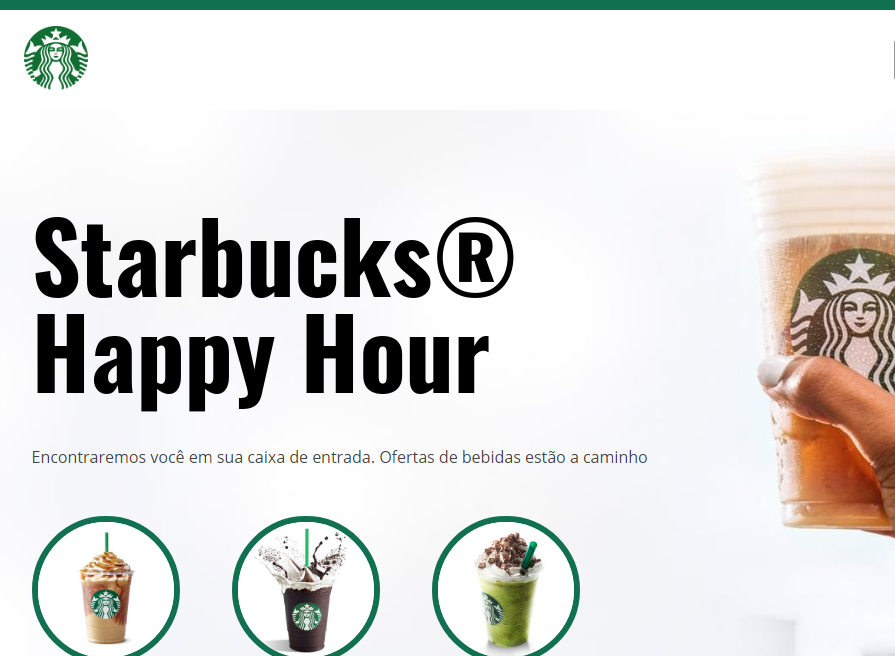 Starbucks®
Happy Hour
Encontraremos você em sua caixa de entrada. Ofertas de bebidas estão a caminho